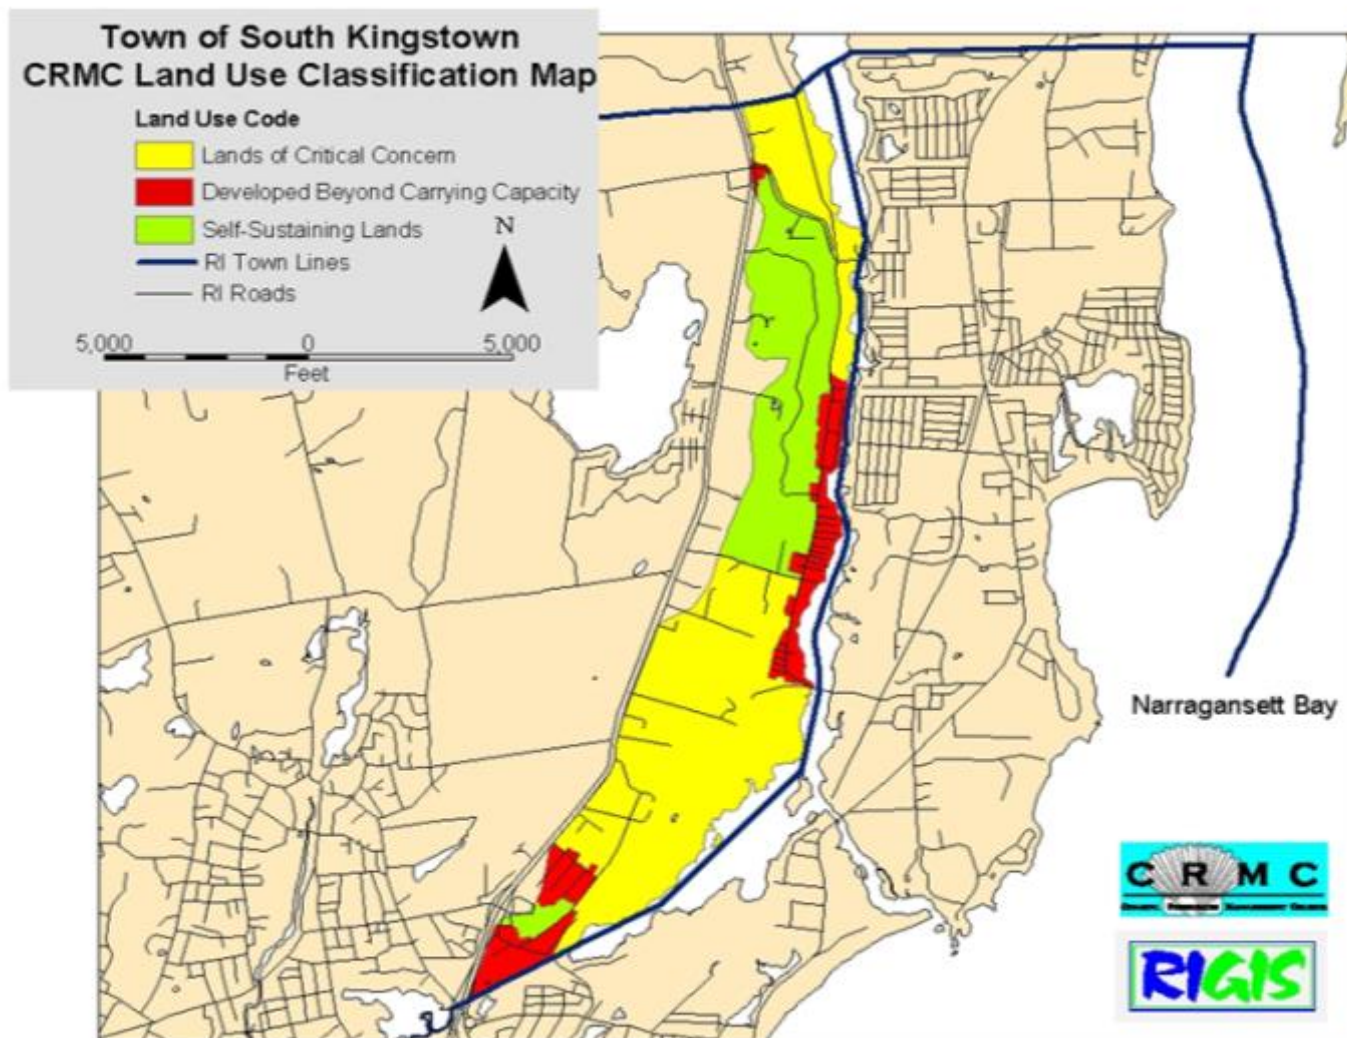 Town of South Kingstown
CRMC Land Use Classification Map
Land Use Code
Lands of Critical Concern
Developed Beyond Carrying Capacity
Self-Sustaining Lands
N
RI Town Lines
RI Roads
5,000 0 5,000
Feet
Narragansett Bay
C R M C
RIGIS